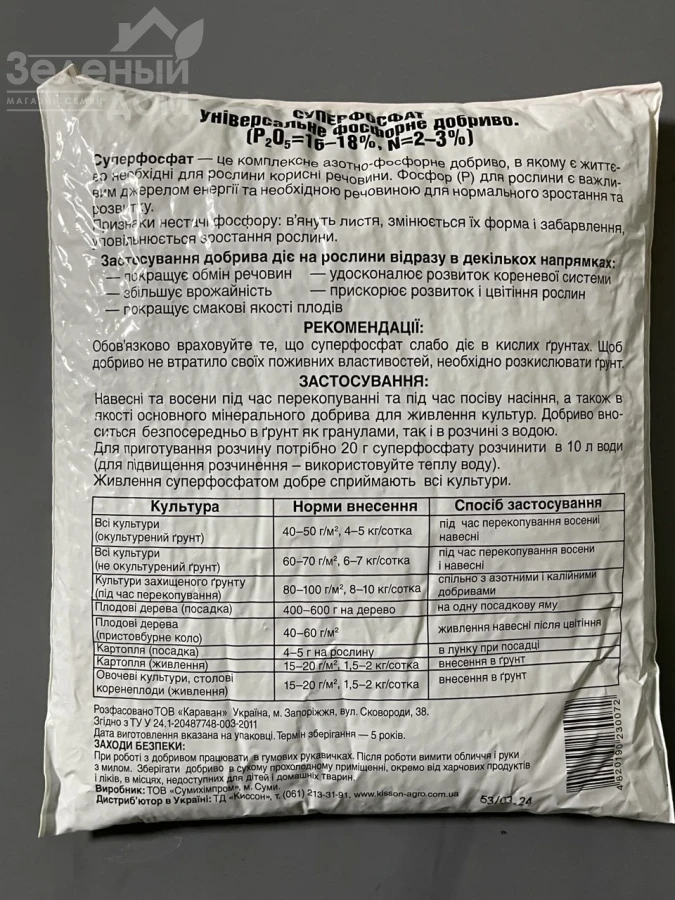 Зеленый
МАГАЗИН СЕМЯН
ДОМ
СУПЕРФОСФАТ
Універсальне фосфорне добриво.
(P₂O₅=16–18%, N=2–3%)
Суперфосфат — це комплексне азотно-фосфорне добриво, в якому є життє-
во необхідні для рослини корисні речовини. Фосфор (Р) для рослини є важли-
вим джерелом енергії та необхідною речовиною для нормального зростання та
розвитку.
Признаки нестачі фосфору: в'януть листя, змінюється їх форма і забарвлення,
уповільнюється зростання рослини.
Застосування добрива діє на рослини відразу в декількох напрямках:
— покращує обмін речовин — удосконалює розвиток кореневої системи
— збільшує врожайність — прискорює розвиток і цвітіння рослин
— покращує смакові якості плодів
РЕКОМЕНДАЦІЇ:
Обов'язково враховуйте те, що суперфосфат слабо діє в кислих ґрунтах. Щоб
добриво не втратило своїх поживних властивостей, необхідно розкислювати ґрунт.
ЗАСТОСУВАННЯ:
Навесні та восени під час перекопуванні та під час посіву насіння, а також в
якості основного мінерального добрива для живлення культур. Добриво вно-
ситься безпосередньо в ґрунт як гранулами, так і в розчині з водою.
Для приготування розчину потрібно 20 г суперфосфату розчинити в 10 л води
(для підвищення розчинення – використовуйте теплу воду).
Живлення суперфосфатом добре сприймають всі культури.
Культура Норми внесення Спосіб застосування
Всі культури
(окультурений ґрунт) 40–50 г/м², 4–5 кг/сотка під час перекопування восени і
навесні
Всі культури
(не окультурений ґрунт) 60–70 г/м², 6–7 кг/сотка під час перекопування восени
і навесні
Культури захищеного ґрунту
(під час перекопування) 80–100 г/м², 8–10 кг/сотка спільно з азотними і калійними
добривами
Плодові дерева (посадка) 400–600 г на дерево на одну посадкову яму
Плодові дерева
(пристовбурне коло) 40–60 г/м² живлення навесні після цвітіння
Картопля (посадка) 4–5 г на рослину в лунку при посадці
Картопля (живлення) 15–20 г/м², 1,5–2 кг/сотка внесення в ґрунт
Овочеві культури, столові
коренеплоди (живлення) 15–20 г/м², 1,5–2 кг/сотка внесення в ґрунт
Розфасовано ТОВ «Караван» Україна, м. Запоріжжя, вул. Сковороди, 38.
Згідно з ТУ У 24.1-20487748-003-2011
Дата виготовлення вказана на упаковці. Термін зберігання — 5 років.
ЗАХОДИ БЕЗПЕКИ:
При роботі з добривом працювати в гумових рукавичках. Після роботи вимити обличчя і руки
з милом. Зберігати добриво в сухому прохолодному приміщенні, окремо від харчових продуктів
і ліків, в місцях, недоступних для дітей і домашніх тварин.
Виробник: ТОВ «Сумихімпром», м. Суми.
Дистриб'ютор в Україні: ТД «Киссон», т. (061) 213-31-91. www.kisson-agro.com.ua
53/03.24
4 820190 230072